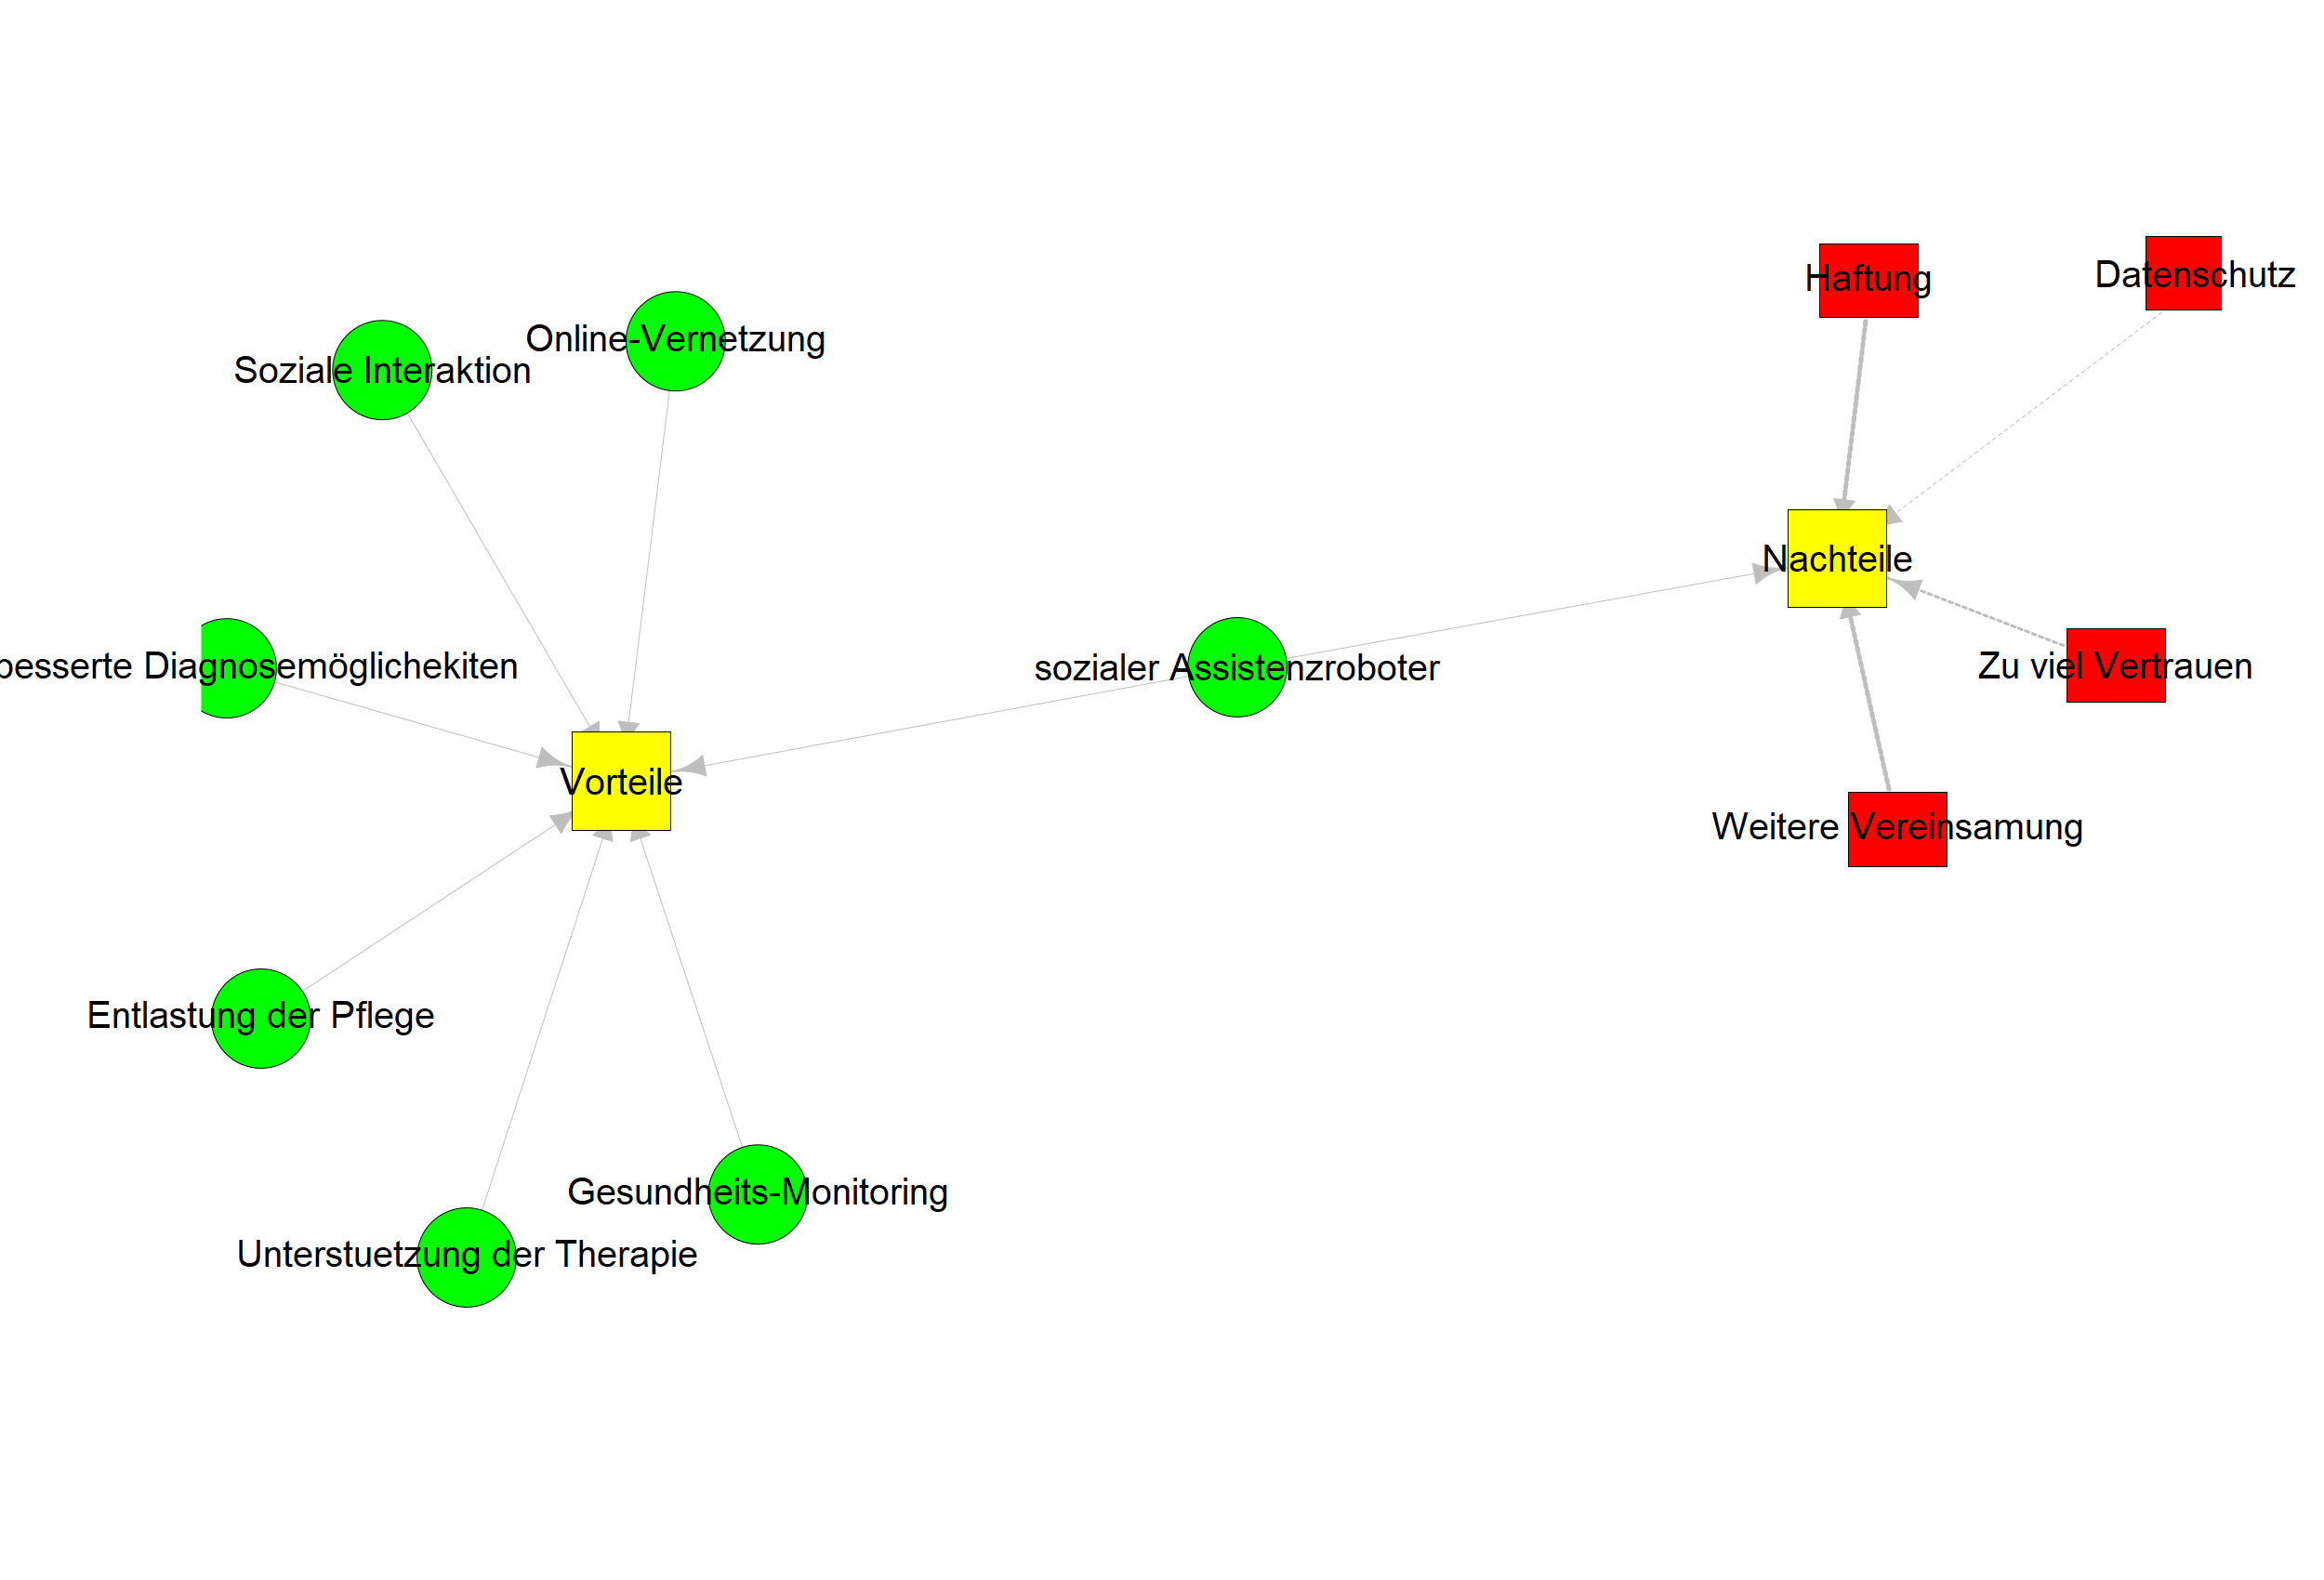 Haftung
Datenschutz
Online-Vernetzung
Soziale Interaktion
Nachteile
besserte Diagnosemöglichekiten
sozialer Assistenzroboter
Zu viel Vertrauen
Vorteile
Weitere Vereinsamung
Entlastung der Pflege
Gesundheits-Monitoring
Unterstuetzung der Therapie